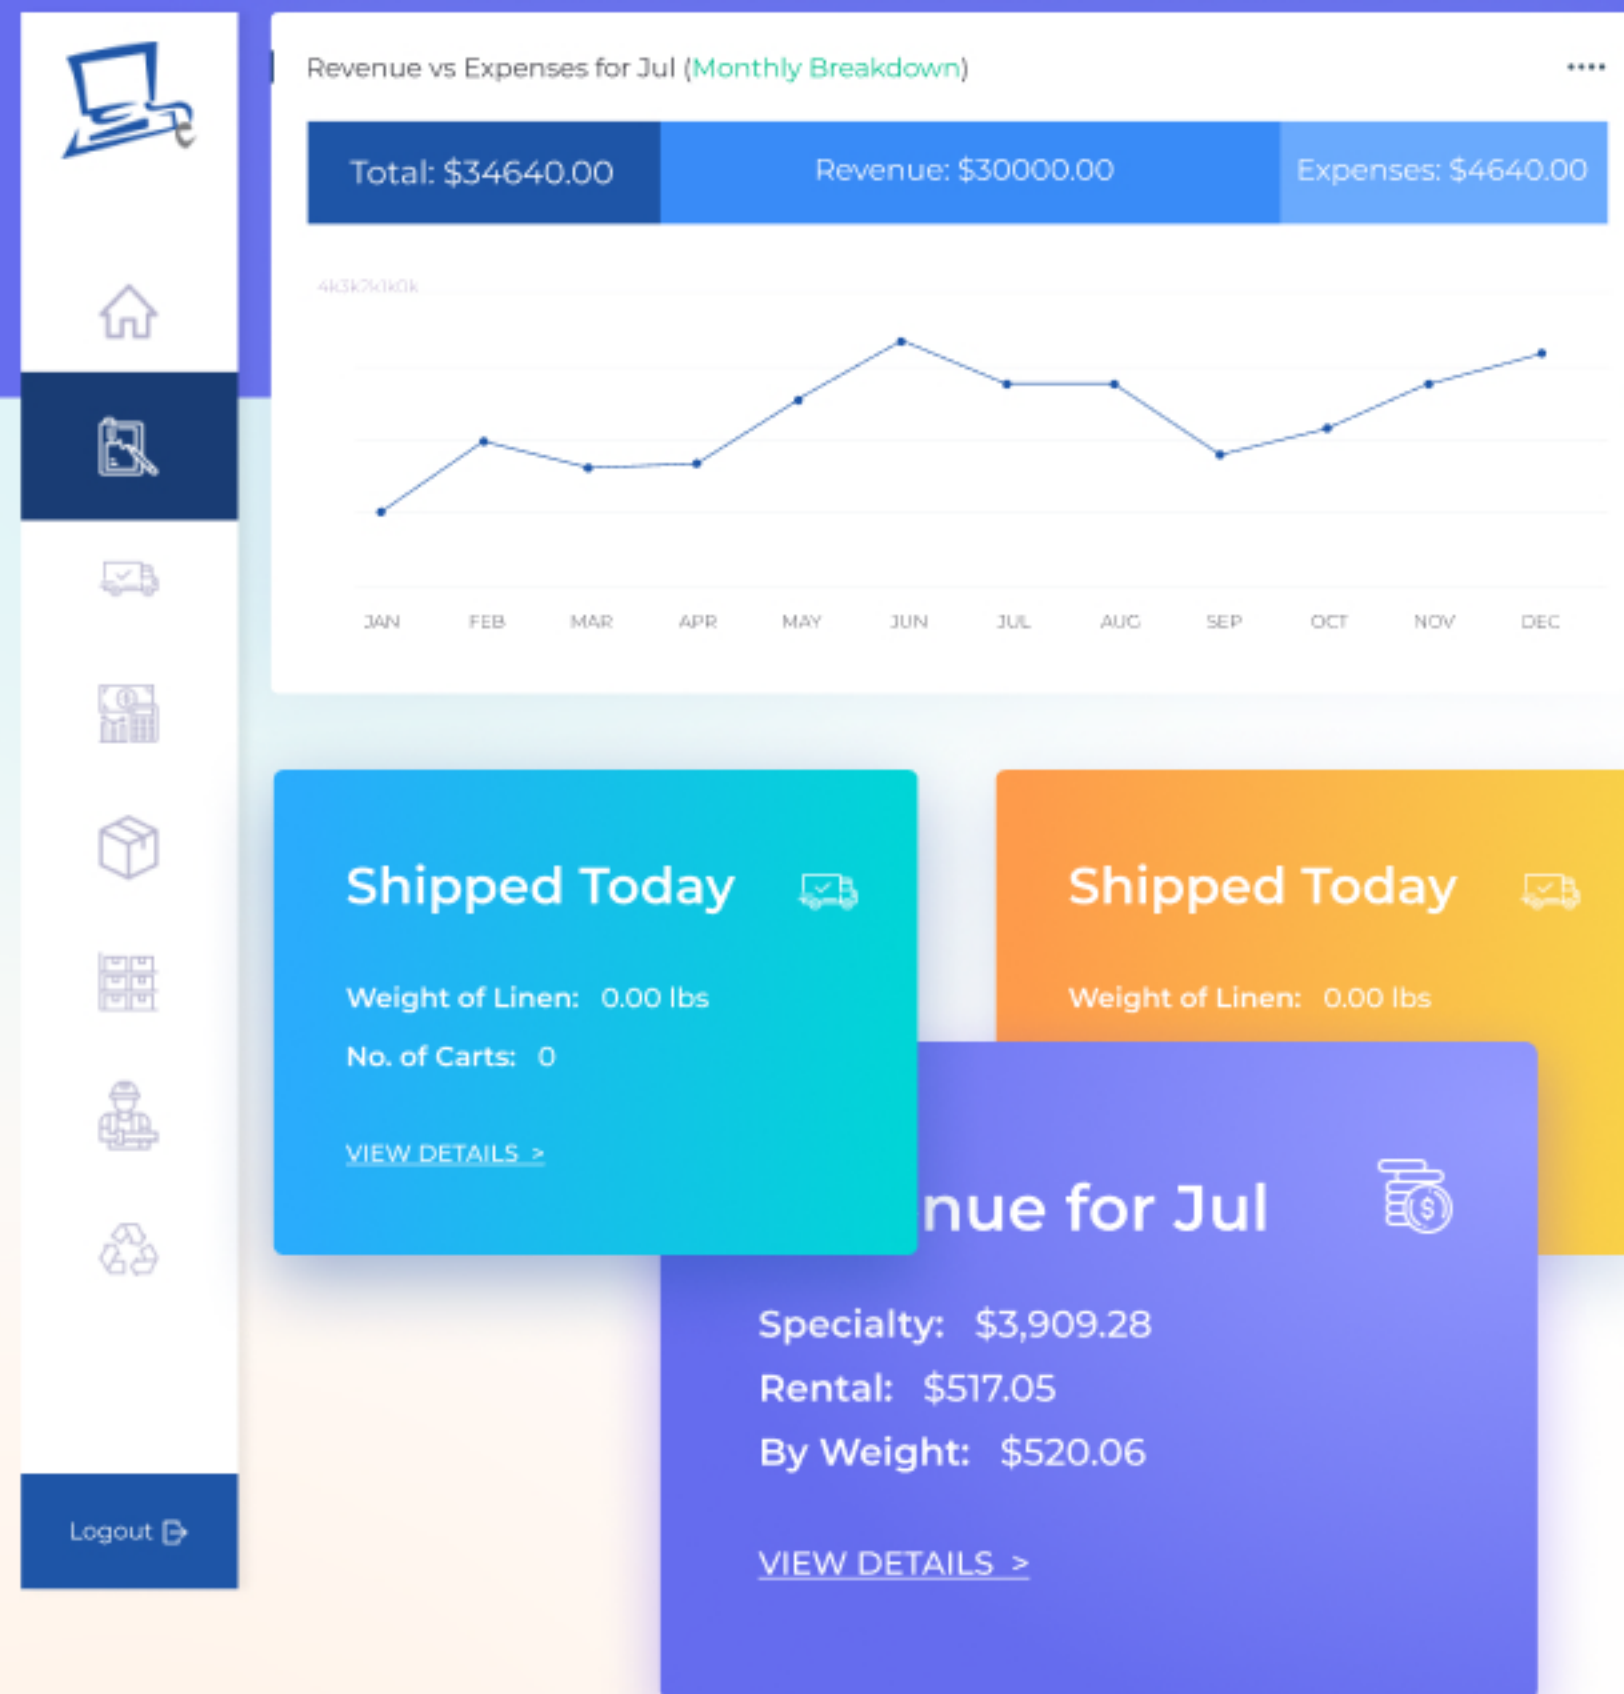 Revenue vs Expenses for Jul (Monthly Breakdown)
Total: $34640.00
Revenue: $30000.00
Expenses: $4640.00
4k3k2k1k0k
JAN FEB MAR APR MAY JUN JUL AUG SEP OCT NOV DEC
Shipped Today
Weight of Linen: 0.00 lbs
No. of Carts: 0
VIEW DETAILS >
Shipped Today
Weight of Linen: 0.00 lbs
nue for Jul
Specialty: $3,909.28
Rental: $517.05
By Weight: $520.06
VIEW DETAILS >
Logout